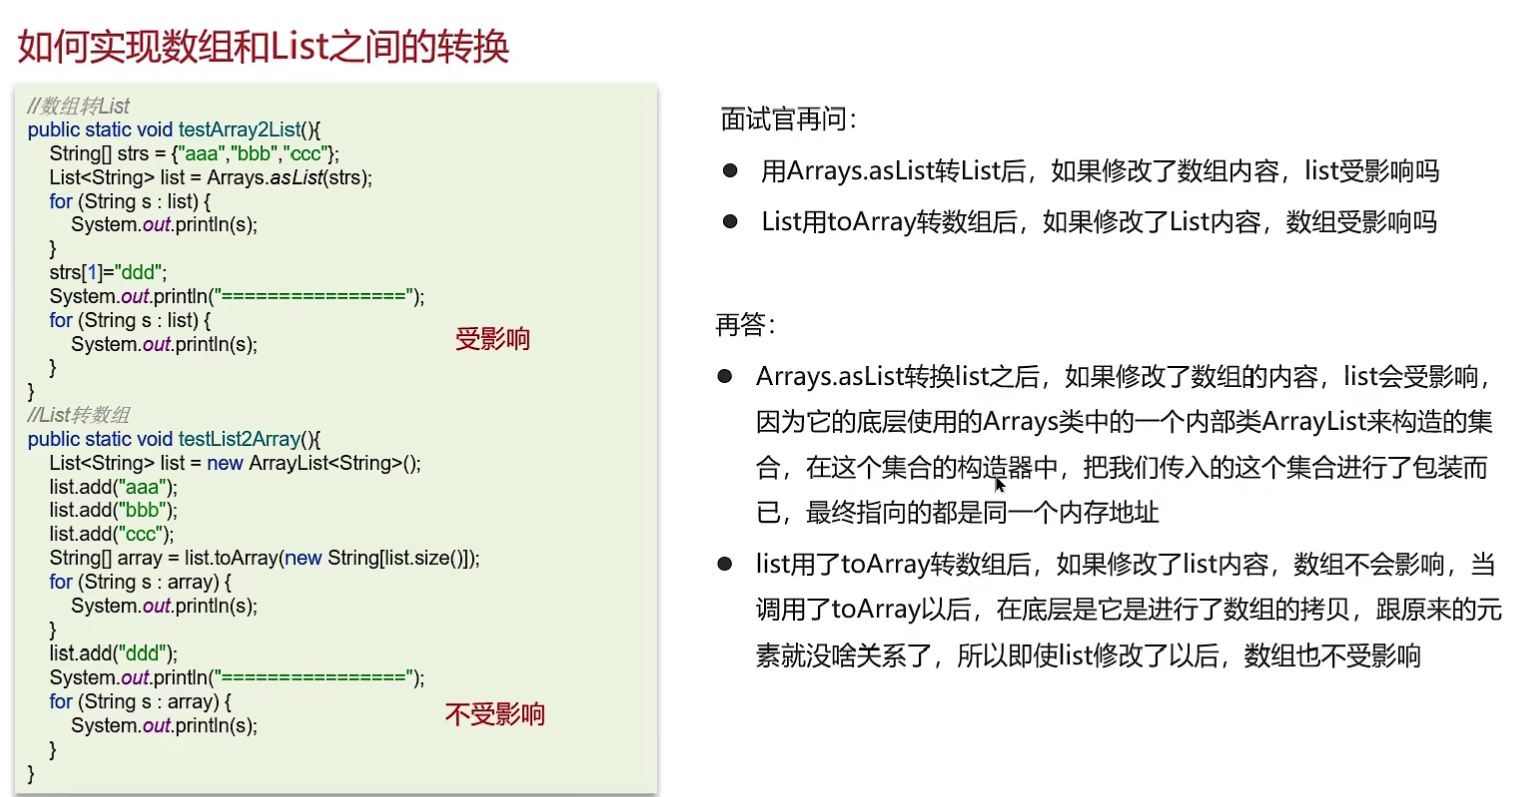 如何实现数组和List之间的转换
//数组转List
public static void testArray2List(){
String[] strs = {"aaa","bbb","ccc"};
List<String> list = Arrays.asList(strs);
for (String s : list) {
System.out.println(s);
}
strs[1]="ddd";
System.out.println("================");
for (String s : list) {
System.out.println(s);
}
}
受影响
//List转数组
public static void testList2Array(){
List<String> list = new ArrayList<String>();
list.add("aaa");
list.add("bbb");
list.add("ccc");
String[] array = list.toArray(new String[list.size()]);
for (String s : array) {
System.out.println(s);
}
list.add("ddd");
System.out.println("================");
for (String s : array) {
System.out.println(s);
}
}
不受影响
面试官再问：
● 用Arrays.asList转List后，如果修改了数组内容，list受影响吗
● List用toArray转数组后，如果修改了List内容，数组受影响吗
再答：
● Arrays.asList转换list之后，如果修改了数组的内容，list会受影响，
因为它的底层使用的Arrays类中的一个内部类ArrayList来构造的集
合，在这个集合的构造器中，把我们传入的这个集合进行了包装而
已，最终指向的都是同一个内存地址
● list用了toArray转数组后，如果修改了list内容，数组不会影响，当
调用了toArray以后，在底层是它是进行了数组的拷贝，跟原来的元
素就没啥关系了，所以即使list修改了以后，数组也不受影响